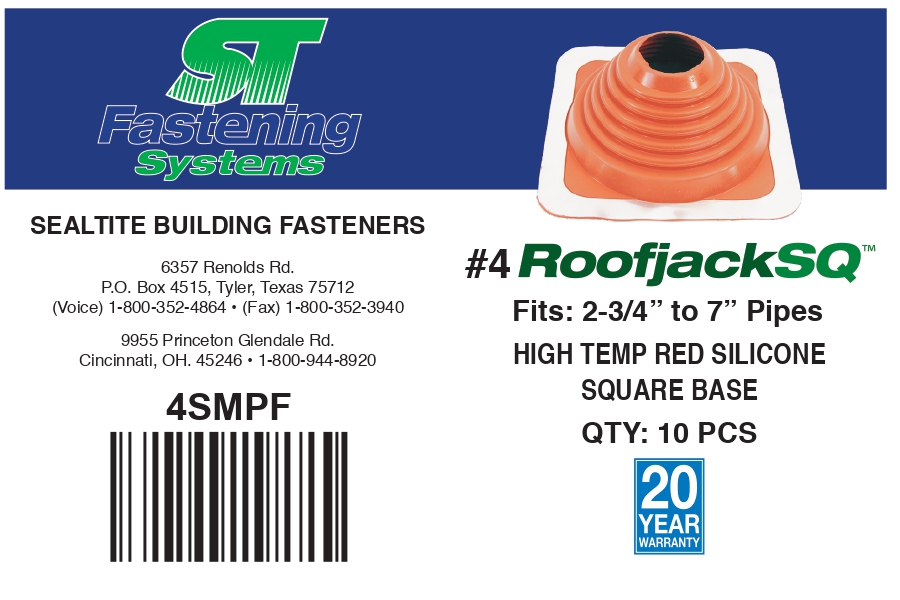 ST
Fastening
Systems
SEALTITE BUILDING FASTENERS
6357 Renolds Rd.
P.O. Box 4515, Tyler, Texas 75712
(Voice) 1-800-352-4864 • (Fax) 1-800-352-3940
9955 Princeton Glendale Rd.
Cincinnati, OH. 45246 • 1-800-944-8920
4SMPF
#4 RoofjackSQ™
Fits: 2-3/4” to 7” Pipes
HIGH TEMP RED SILICONE
SQUARE BASE
QTY: 10 PCS
20
YEAR
WARRANTY